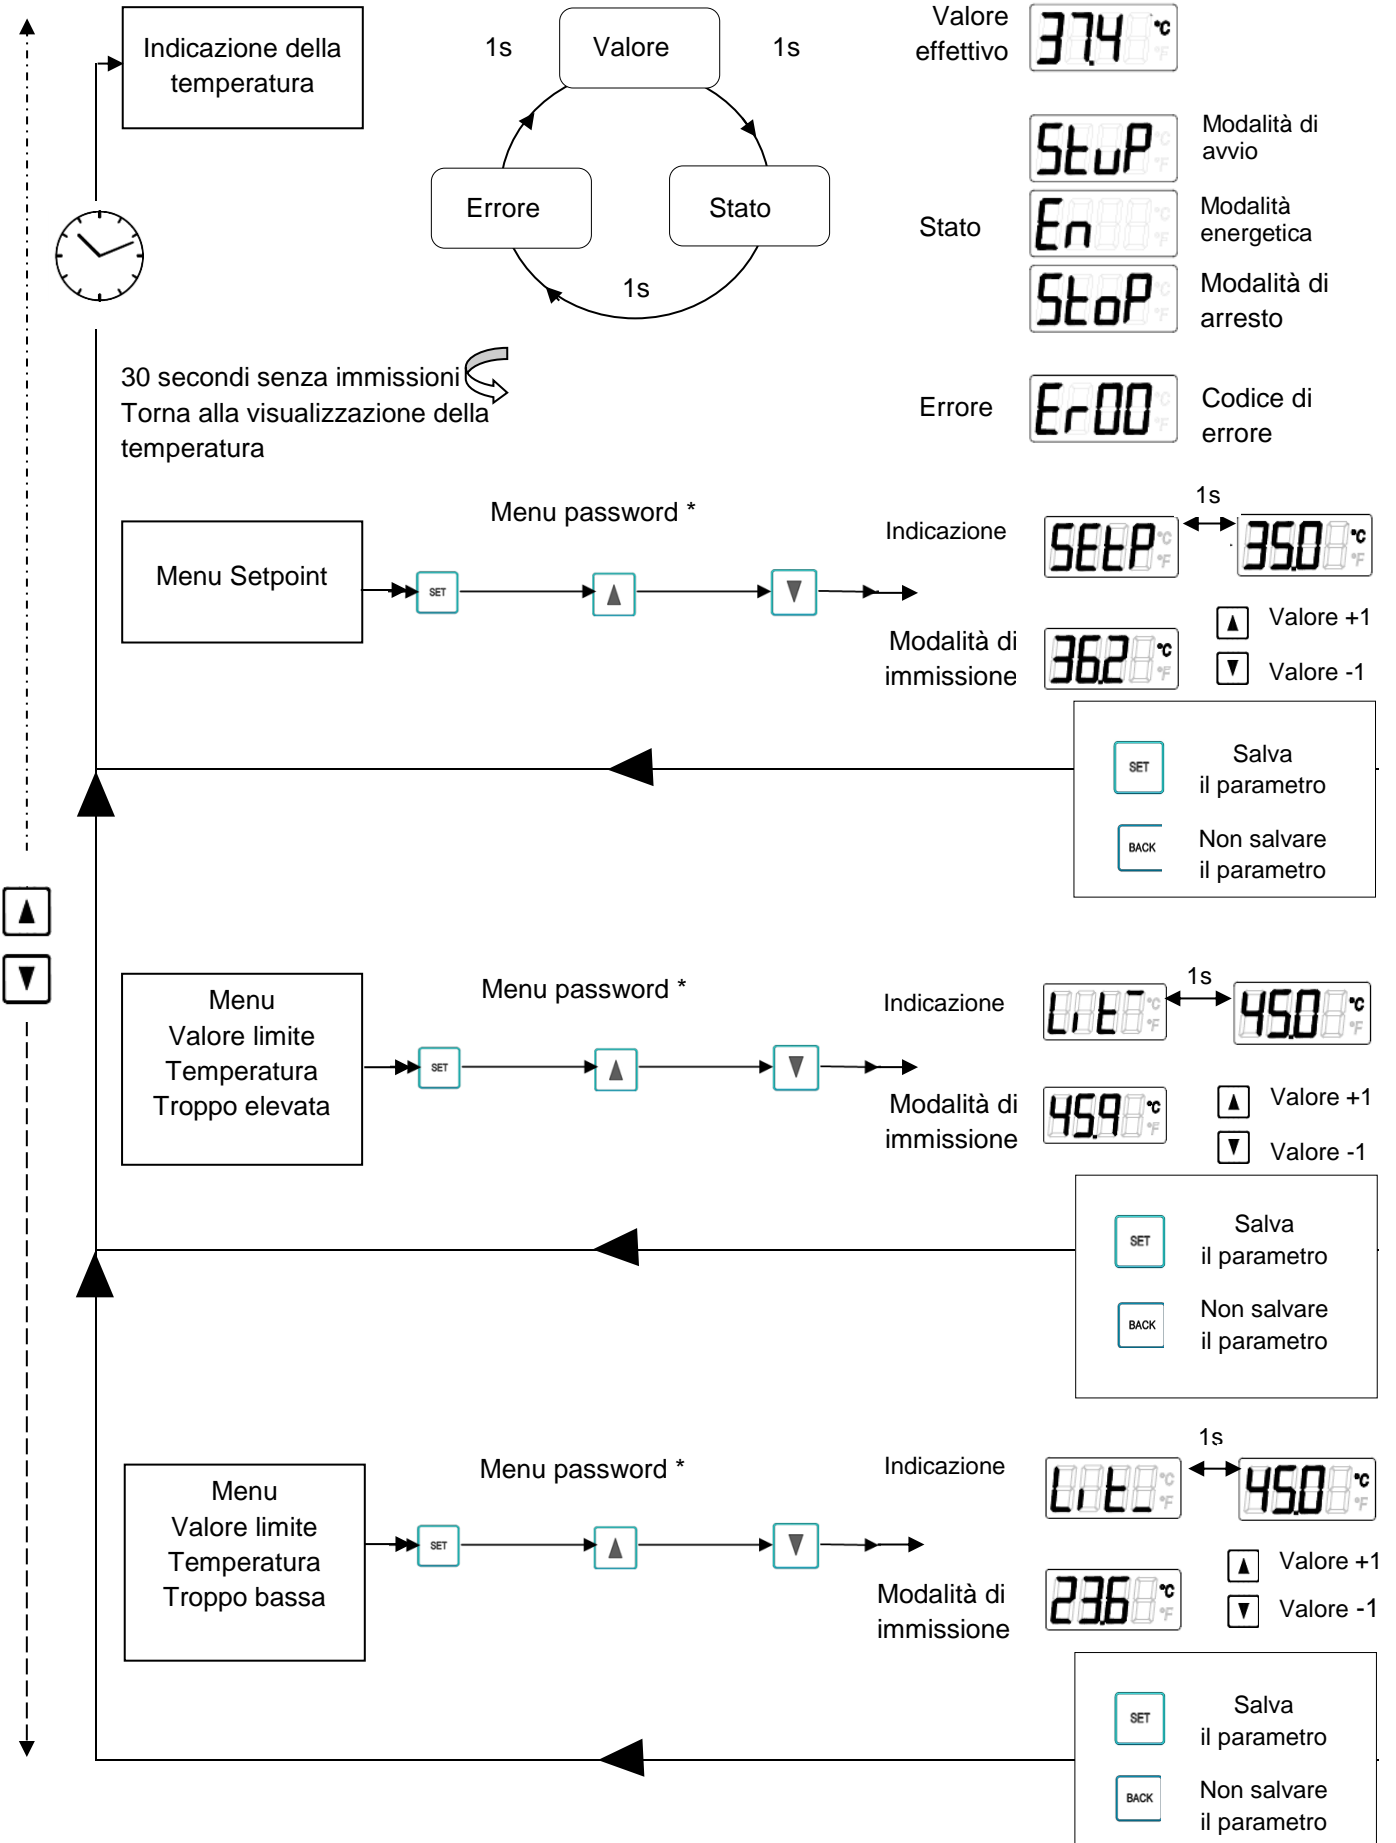 Indicazione della
temperatura
1s
Valore
1s
Errore
Stato
1s
Valore
effettivo
37.4 °C °F
Stato
StuP °C °F
Modalità di
avvio
En °C °F
Modalità
energetica
StoP °C °F
Modalità di
arresto
Errore
Er00 °C °F
Codice di
errore
30 secondi senza immissioni
Torna alla visualizzazione della
temperatura
Menu Setpoint
Menu password *
SET
Indicazione
SEtP °C °F
1s
35.0 °C °F
Modalità di
immissione
36.2 °C °F
Valore +1
Valore -1
SET
Salva
il parametro
BACK
Non salvare
il parametro
Menu
Valore limite
Temperatura
Troppo elevata
Menu password *
SET
Indicazione
Lit¯ °C °F
1s
45.0 °C °F
Modalità di
immissione
45.9 °C °F
Valore +1
Valore -1
SET
Salva
il parametro
BACK
Non salvare
il parametro
Menu
Valore limite
Temperatura
Troppo bassa
Menu password *
SET
Indicazione
Lit_ °C °F
1s
45.0 °C °F
Modalità di
immissione
23.6 °C °F
Valore +1
Valore -1
SET
Salva
il parametro
BACK
Non salvare
il parametro